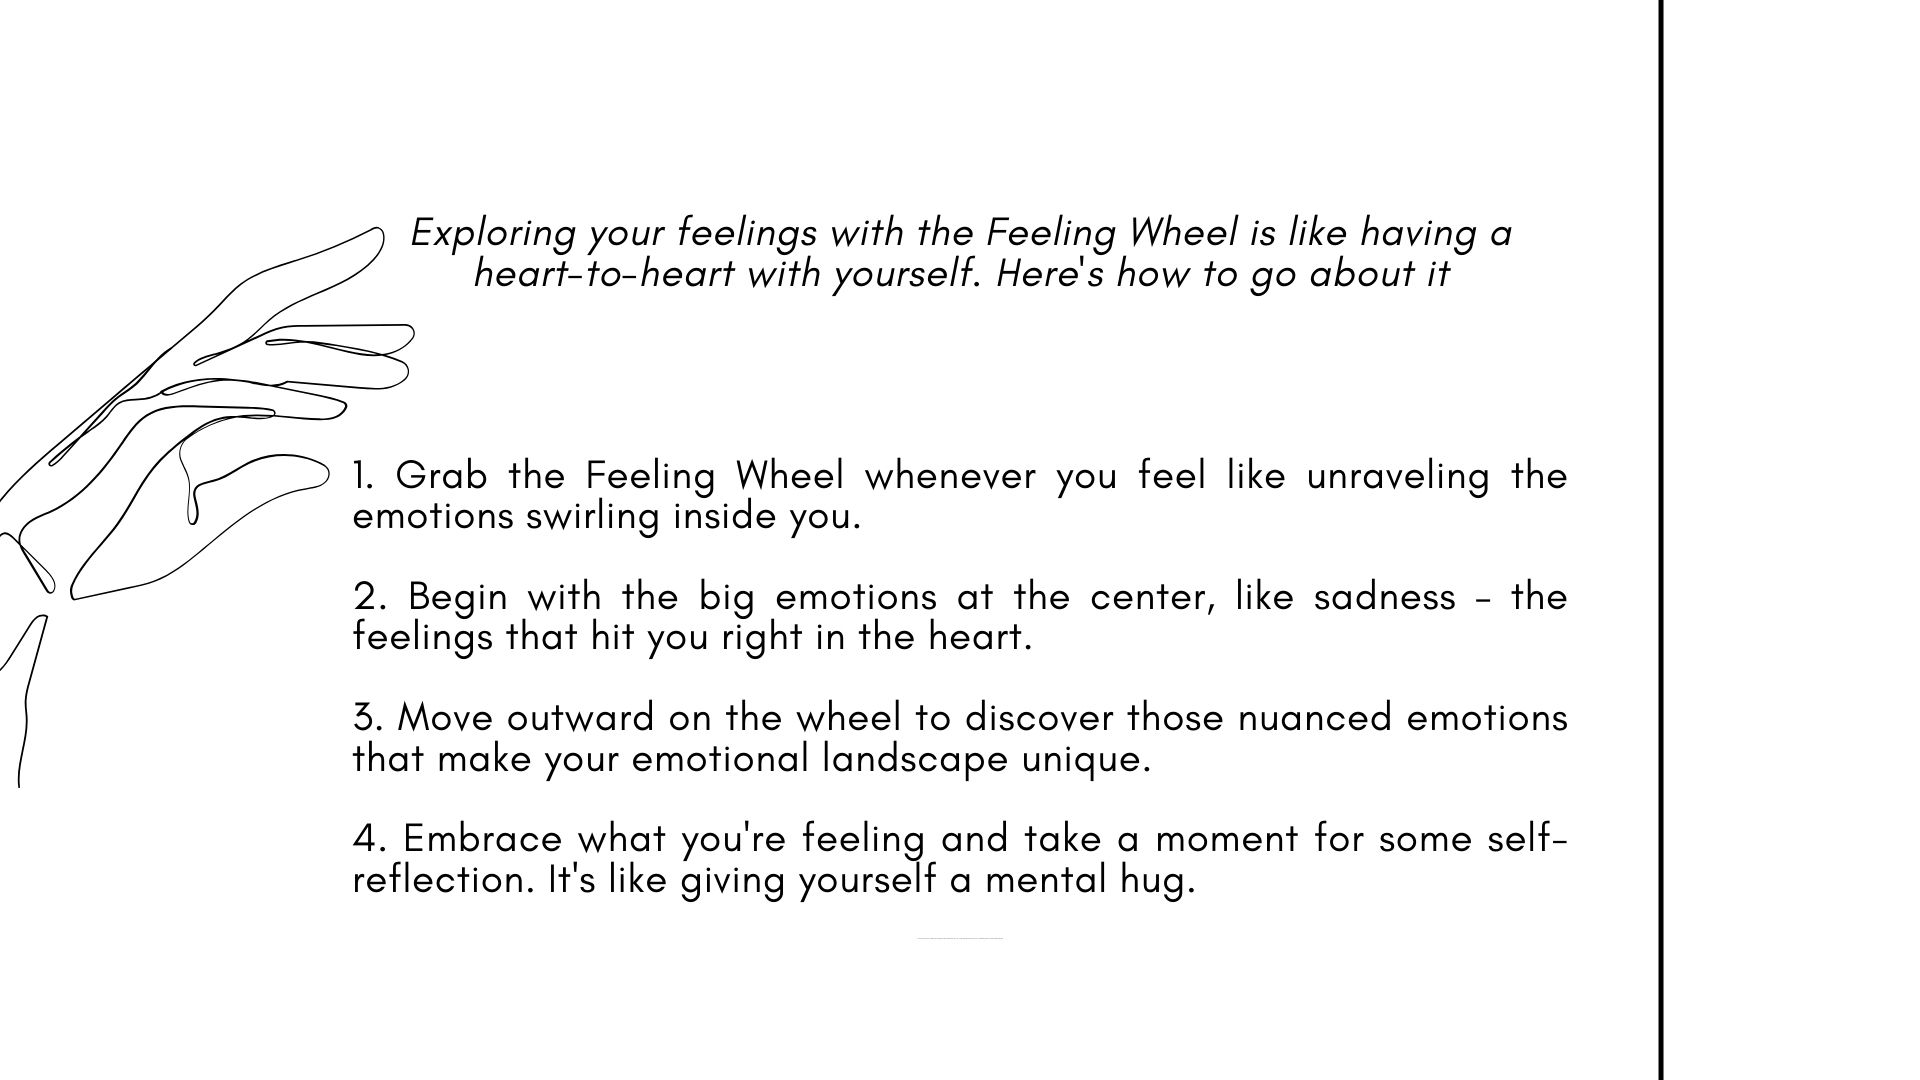 Exploring your feelings with the Feeling Wheel is like having a
heart-to-heart with yourself. Here's how to go about it
1. Grab the Feeling Wheel whenever you feel like unraveling the
emotions swirling inside you.
2. Begin with the big emotions at the center, like sadness - the
feelings that hit you right in the heart.
3. Move outward on the wheel to discover those nuanced emotions
that make your emotional landscape unique.
4. Embrace what you're feeling and take a moment for some self-
reflection. It's like giving yourself a mental hug.